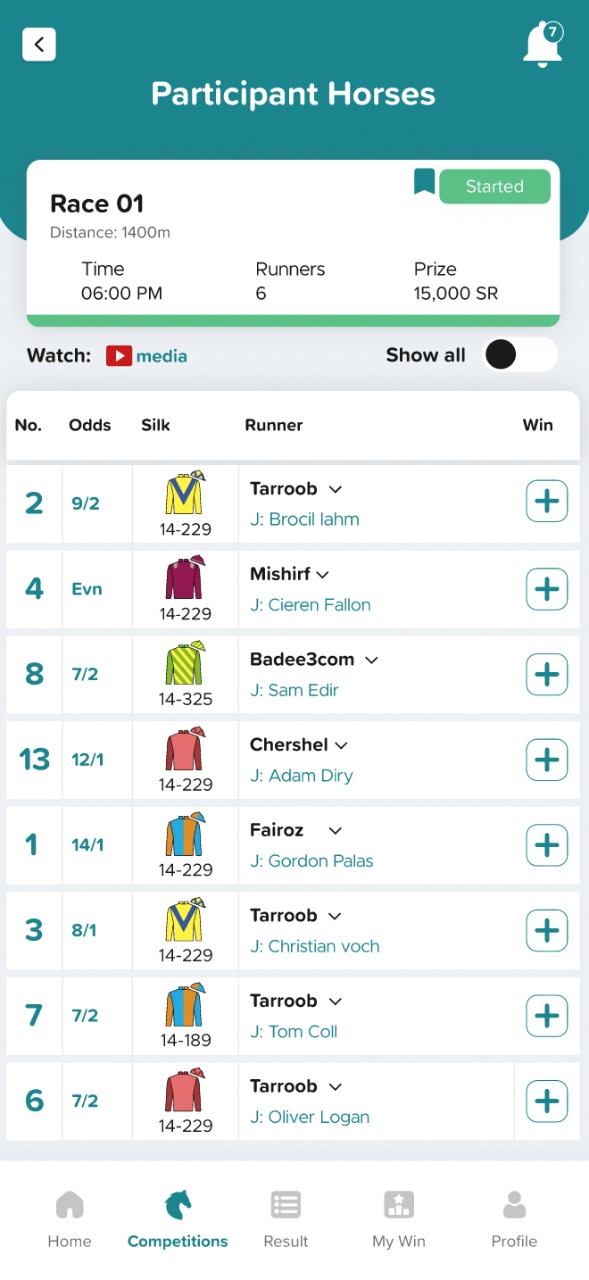 7
Participant Horses
Race 01
Started
Distance: 1400m
Time Runners Prize
06:00 PM 6 15,000 SR
Watch: media Show all
No. Odds Silk Runner Win
2 9/2 14-229 Tarroob
J: Brocil lahm
4 Evn 14-229 Mishirf
J: Cieren Fallon
8 7/2 14-325 Badee3com
J: Sam Edir
13 12/1 14-229 Chershel
J: Adam Diry
1 14/1 14-229 Fairoz
J: Gordon Palas
3 8/1 14-229 Tarroob
J: Christian voch
7 7/2 14-189 Tarroob
J: Tom Coll
6 7/2 14-229 Tarroob
J: Oliver Logan
Home Competitions Result My Win Profile